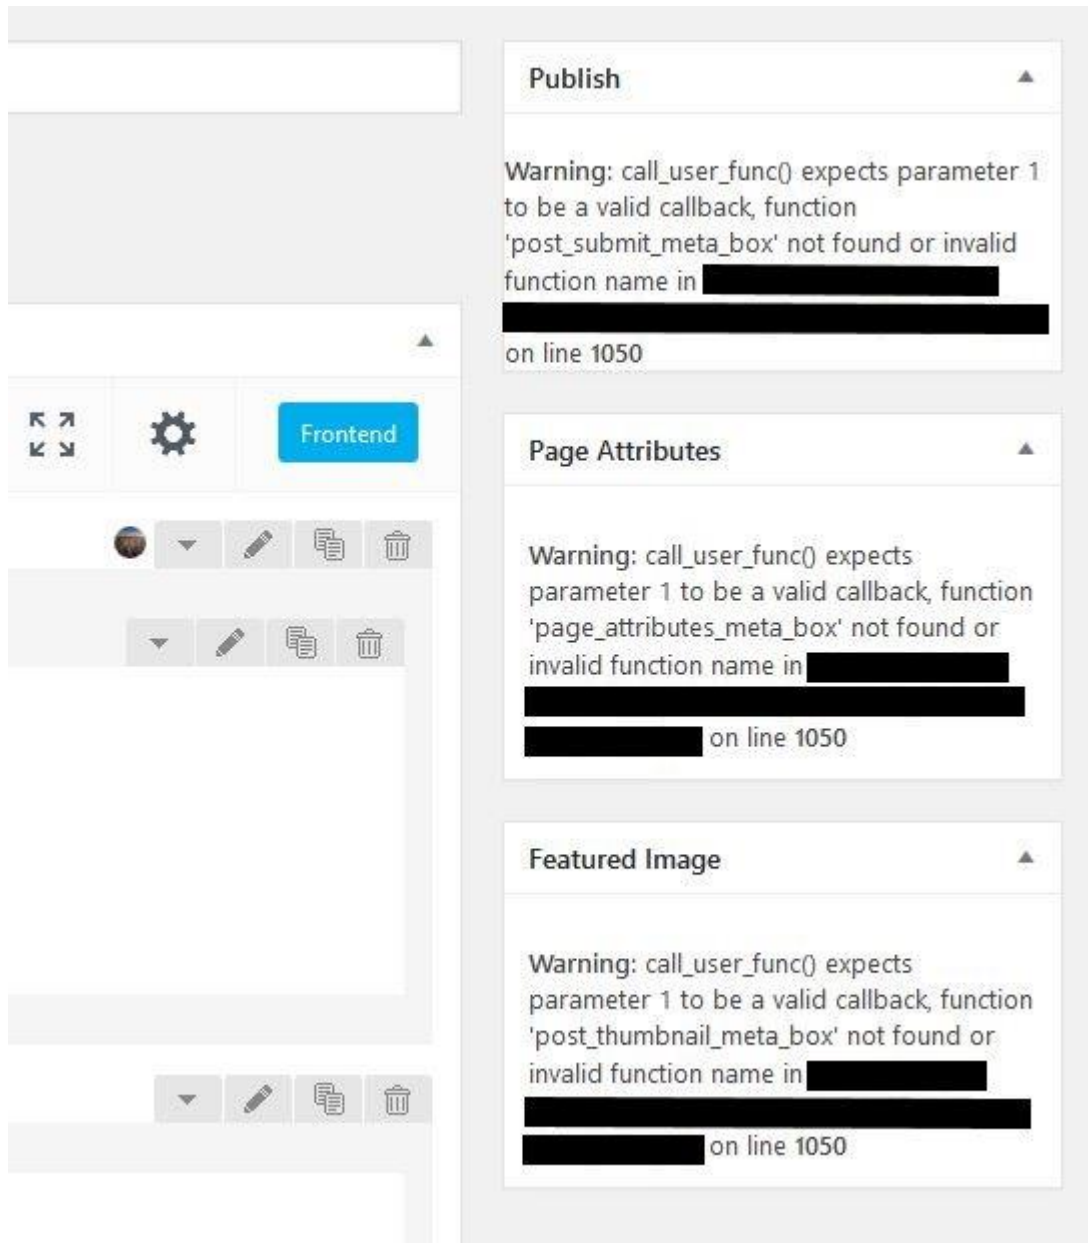 Publish
Warning: call_user_func() expects parameter 1
to be a valid callback, function
'post_submit_meta_box' not found or invalid
function name in
on line 1050
Frontend
Page Attributes
Warning: call_user_func() expects
parameter 1 to be a valid callback, function
'page_attributes_meta_box' not found or
invalid function name in
on line 1050
Featured Image
Warning: call_user_func() expects
parameter 1 to be a valid callback, function
'post_thumbnail_meta_box' not found or
invalid function name in
on line 1050